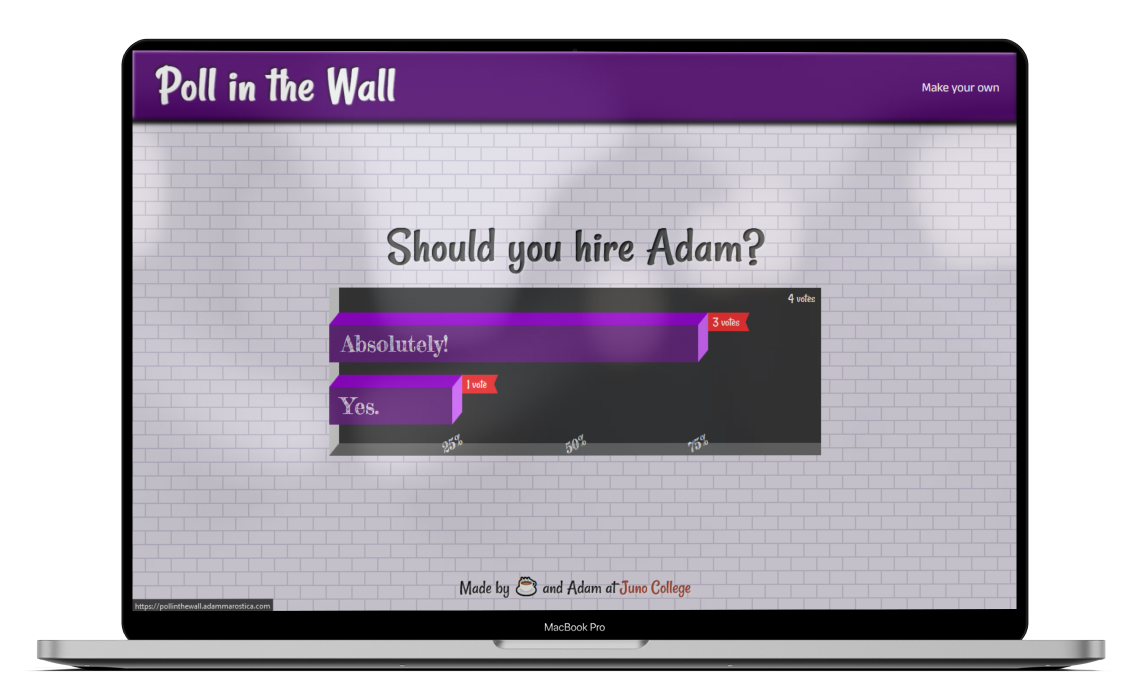 Poll in the Wall
Make your own
Should you hire Adam?
4 votes
3 votes
Absolutely!
1 vote
Yes.
25% 50% 75%
Made by and Adam at Juno College
https://pollinthewall.adammarostica.com
MacBook Pro